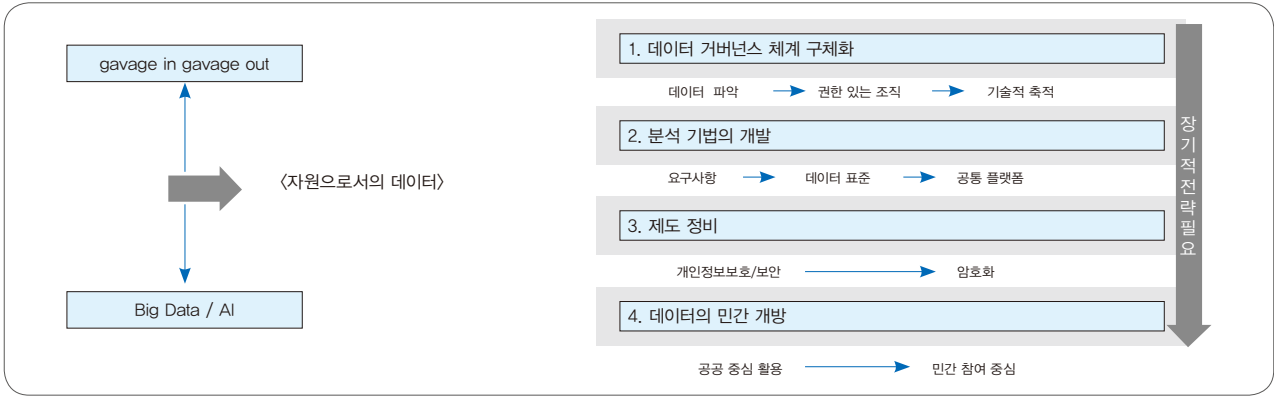 gavage in gavage out
〈자원으로서의 데이터〉
Big Data / AI
1. 데이터 거버넌스 체계 구체화
데이터 파악 권한 있는 조직 기술적 축적
2. 분석 기법의 개발
요구사항 데이터 표준 공통 플랫폼
3. 제도 정비
개인정보보호/보안 암호화
4. 데이터의 민간 개방
공공 중심 활용 민간 참여 중심
장기적전략필요